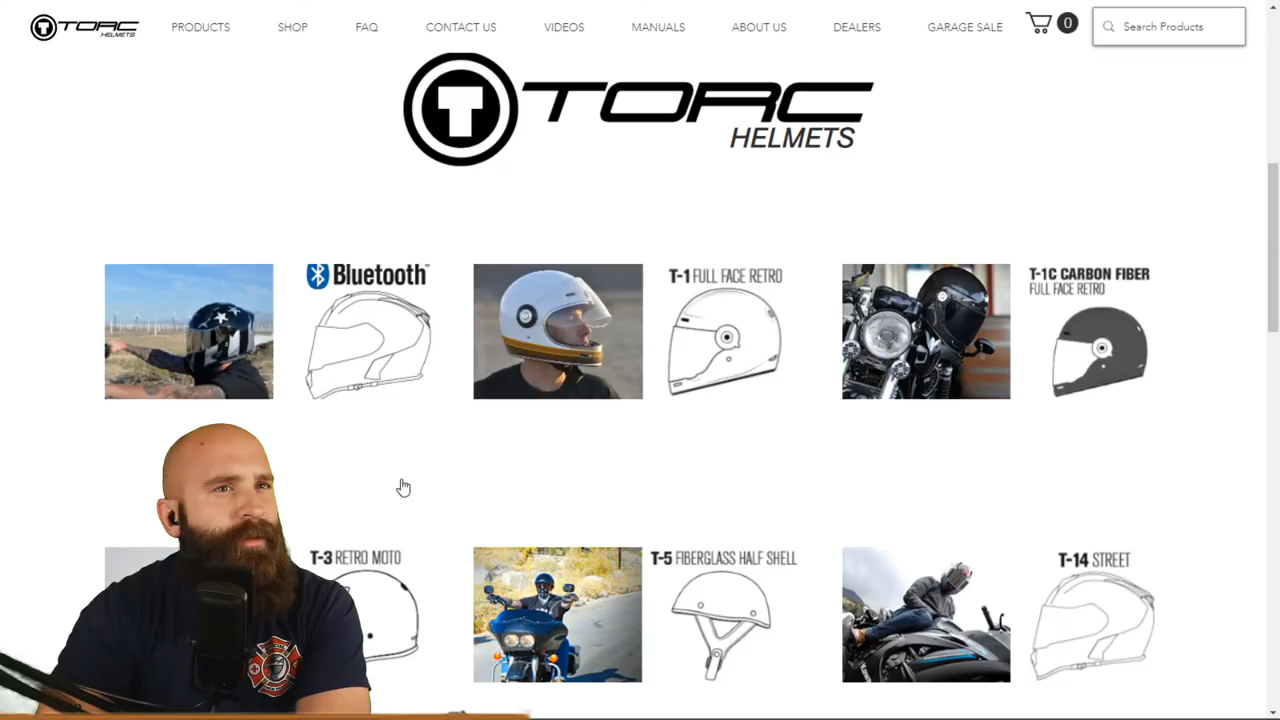 TORC
HELMETS
PRODUCTS
SHOP
FAQ
CONTACT US
VIDEOS
MANUALS
ABOUT US
DEALERS
GARAGE SALE
0
Search Products
T TORC
HELMETS
Bluetooth
T-1 FULL FACE RETRO
T-1C CARBON FIBER
FULL FACE RETRO
T-3 RETRO MOTO
T-5 FIBERGLASS HALF SHELL
T-14 STREET